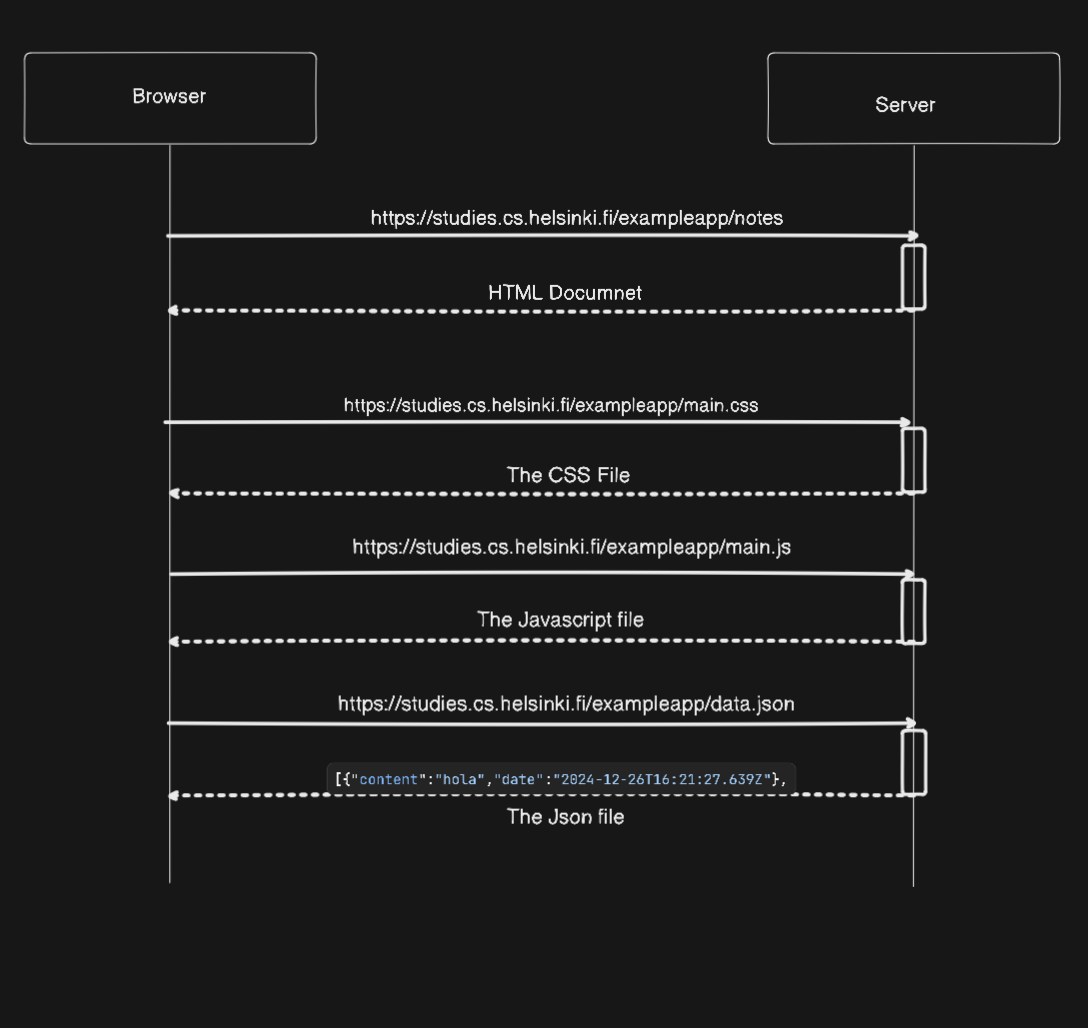 Browser
Server
https://studies.cs.helsinki.fi/exampleapp/notes
HTML Documnet
https://studies.cs.helsinki.fi/exampleapp/main.css
The CSS File
https://studies.cs.helsinki.fi/exampleapp/main.js
The Javascript file
https://studies.cs.helsinki.fi/exampleapp/data.json
[{"content":"hola","date":"2024-12-26T16:21:27.639Z"},
The Json file